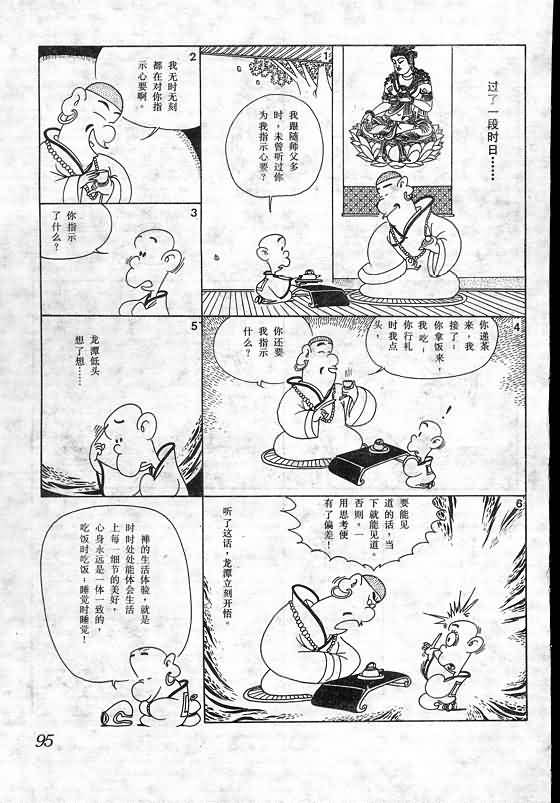 1
过了一段时日……
我跟随师父多
时，未曾听过你
为我指示心要？
2
我无时无刻
都在对你指
示心要啊。
3
你指示
了什么？
4
你递茶
来，我
接了；
你拿饭来，
我吃；
你行礼
时我点
头，
你还要
我指示
什么？
5
龙潭低头
想了想……
6
要能见
道的话，当
下就能见道。
否则。一
用思考便
有了偏差！
听了这话，龙潭立刻开悟。
禅的生活体验，就是
时时处处能体会生活
上每一细节的美好，
心身永远是一体一致的，
吃饭时吃饭；睡觉时睡觉！
95